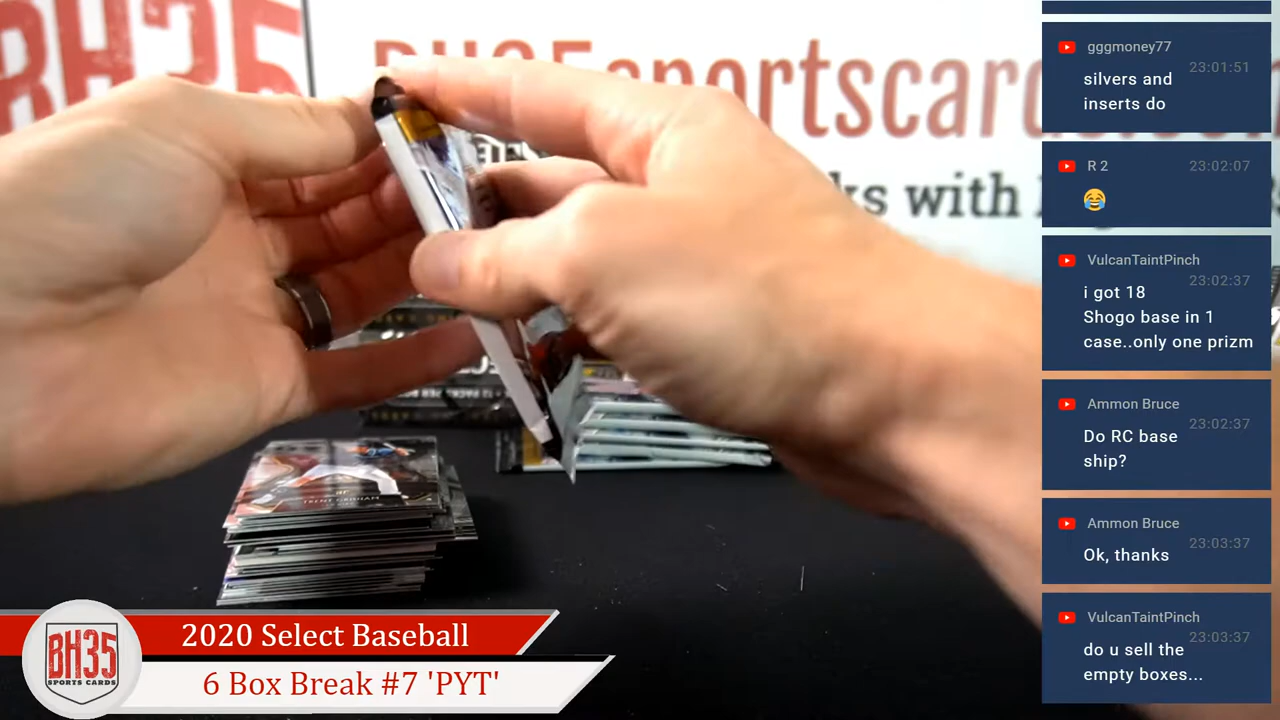 BH35
BH35sportscards
ks with
TRENT GRISHAM
gggmoney77
23:01:51
silvers and
inserts do
R 2
23:02:07
😂
VulcanTaintPinch
23:02:37
i got 18
Shogo base in 1
case..only one prizm
Ammon Bruce
23:02:37
Do RC base
ship?
Ammon Bruce
23:03:37
Ok, thanks
VulcanTaintPinch
23:03:37
do u sell the
empty boxes...
BH35
SPORTS CARDS
2020 Select Baseball
6 Box Break #7 'PYT'